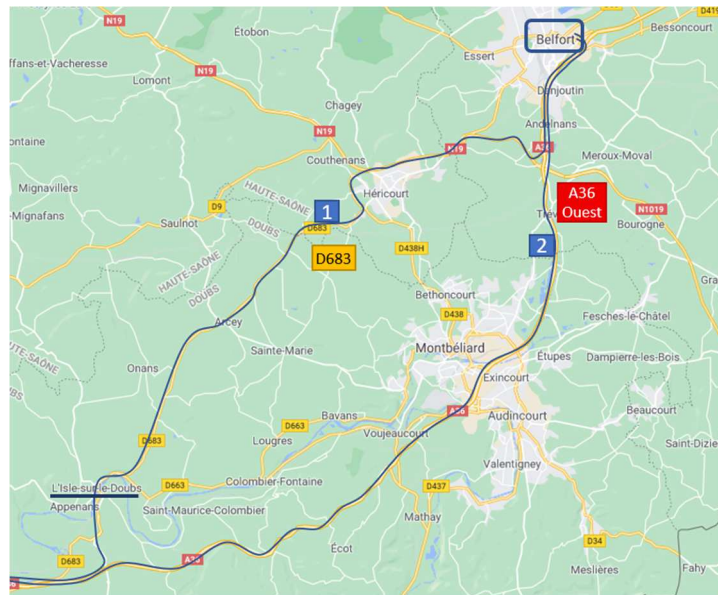 N19
Étobon
Belfort
D419
Bessoncourt
Essert
ffans-et-Vacheresse
N19
Lomont
Danjoutin
Chagey
Andelnans
N19
ontaine
Couthenans
N19
Meroux-Moval
Mignavillers
HAUTE-SAÔNE
Héricourt
A36
Ouest
1
DOUBS
D9
-Mignafans
Saulnot
D683
N1019
Bourogne
2
D683
D438H
HAUTE-SAÔNE
DOUBS
Bethoncourt
D438
Fesches-le-Châtel
Arcey
Sainte-Marie
Montbéliard
Étupes
Dampierre-les-Bois
Onans
Exincourt
Bavans
Audincourt
Beaucourt
D663
D683
Lougres
Voujeaucourt
Saint-Dizie
Valentigney
L'Isle-sur-le-Doubs
D663
Colombier-Fontaine
D437
Appenans
Saint-Maurice-Colombier
Mathay
D34
Écot
D683
Meslières
Fahy